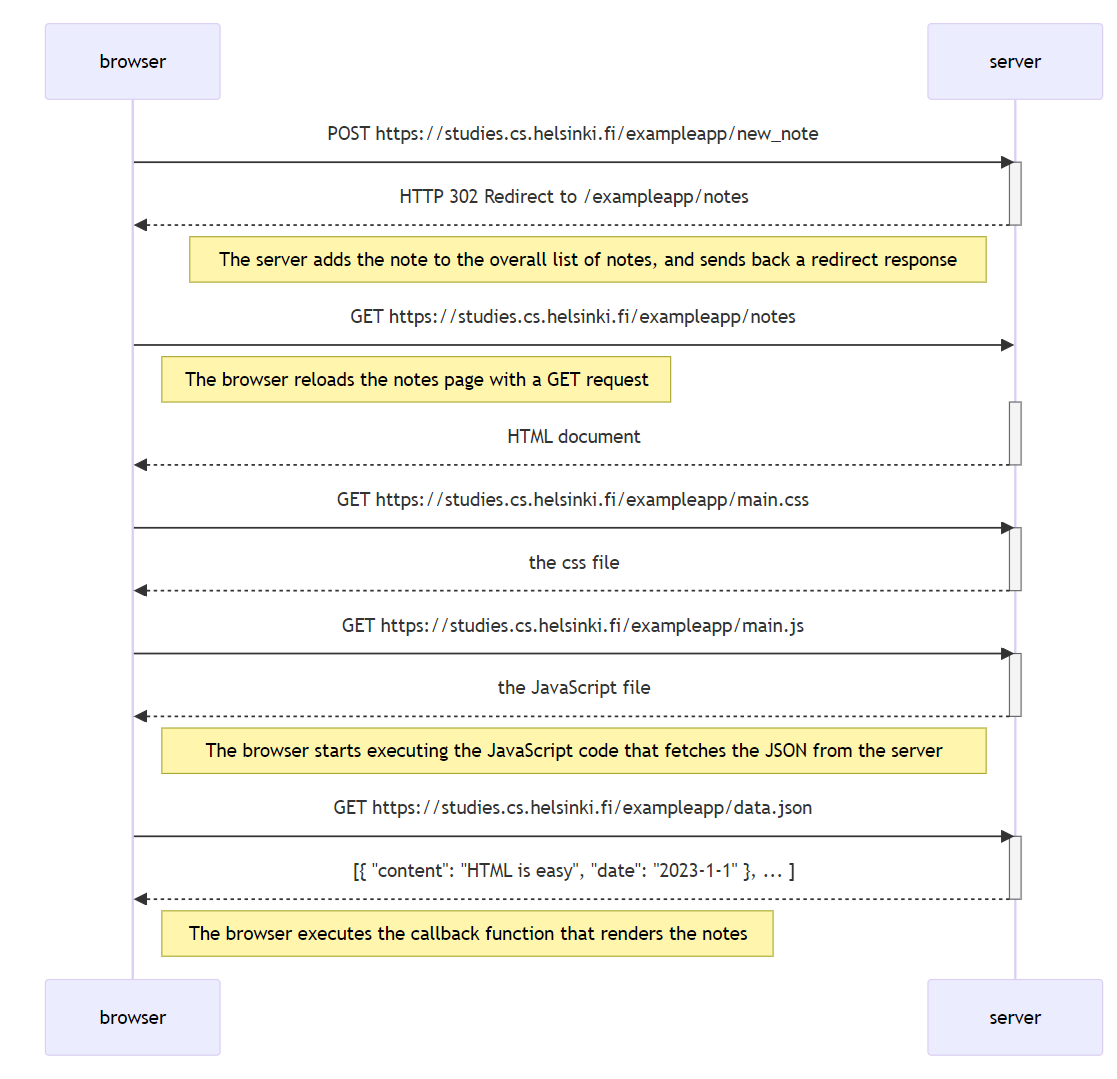 browser
server
POST https://studies.cs.helsinki.fi/exampleapp/new_note
HTTP 302 Redirect to /exampleapp/notes
The server adds the note to the overall list of notes, and sends back a redirect response
GET https://studies.cs.helsinki.fi/exampleapp/notes
The browser reloads the notes page with a GET request
HTML document
GET https://studies.cs.helsinki.fi/exampleapp/main.css
the css file
GET https://studies.cs.helsinki.fi/exampleapp/main.js
the JavaScript file
The browser starts executing the JavaScript code that fetches the JSON from the server
GET https://studies.cs.helsinki.fi/exampleapp/data.json
[{ "content": "HTML is easy", "date": "2023-1-1" }, ... ]
The browser executes the callback function that renders the notes
browser
server